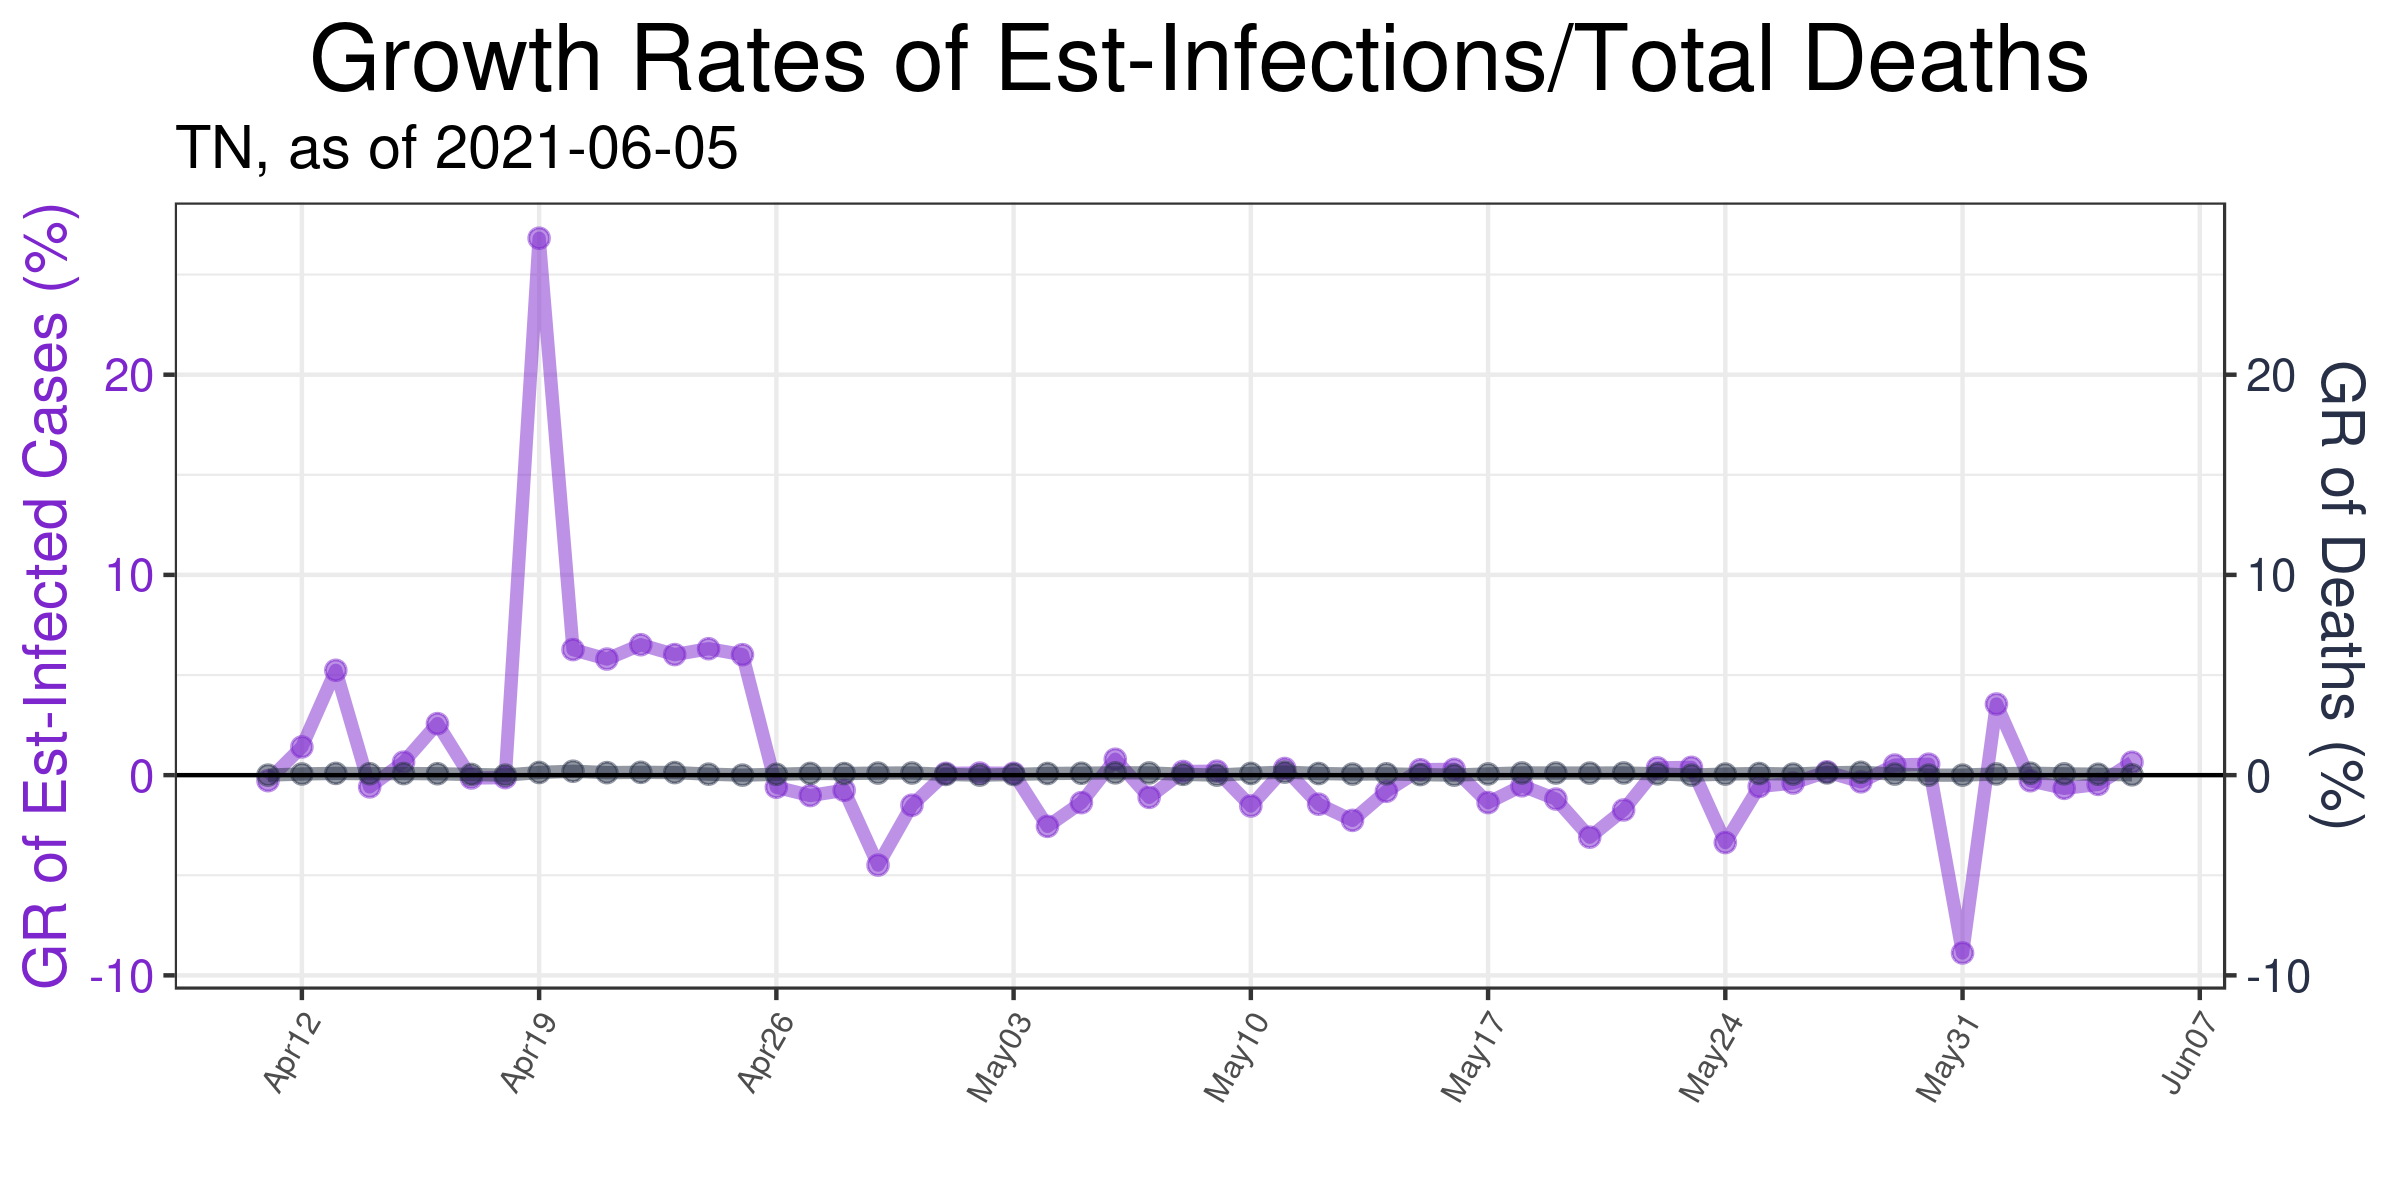 Growth Rates of Est-Infections/Total Deaths
TN, as of 2021-06-05
GR of Est-Infected Cases (%)
20
10
0
-10
20
10
0
-10
GR of Deaths (%)
Apr12
Apr19
Apr26
May03
May10
May17
May24
May31
Jun07